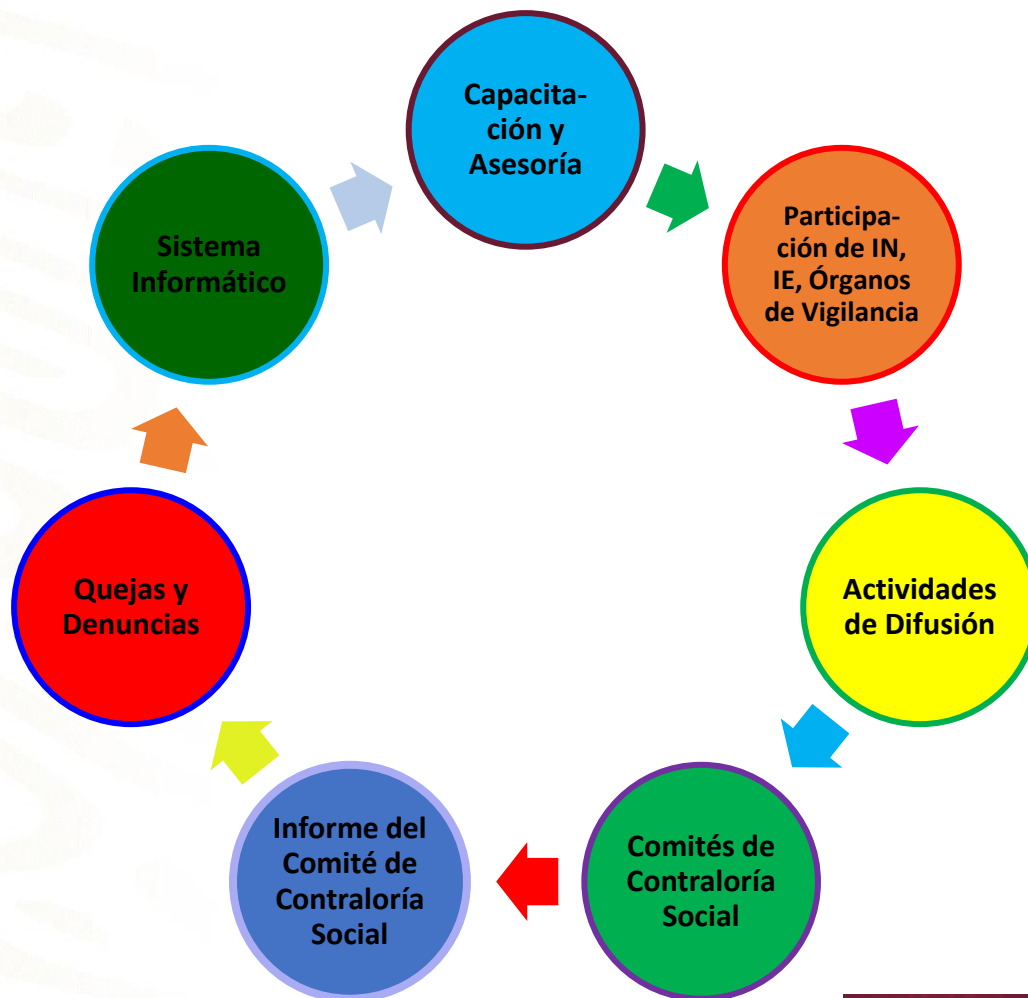 Capacita-
ción y
Asesoría
Participa-
ción de IN,
IE, Órganos
de Vigilancia
Actividades
de Difusión
Comités de
Contraloría
Social
Informe del
Comité de
Contraloría
Social
Quejas y
Denuncias
Sistema
Informático